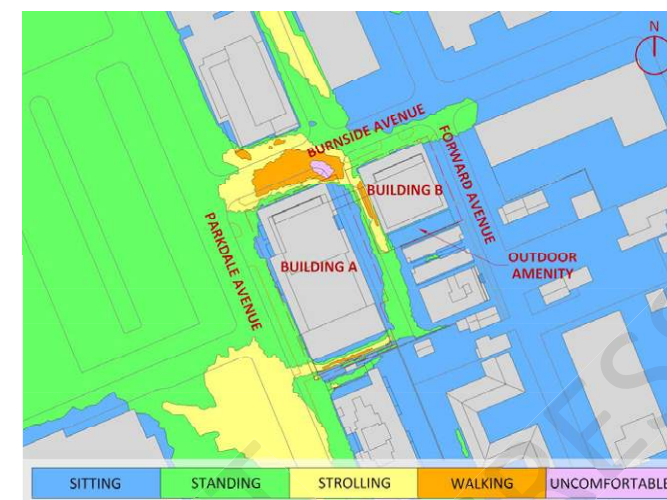 N
BURNSIDE AVENUE
FORWARD AVENUE
BUILDING B
PARKDALE AVENUE
BUILDING A
OUTDOOR
AMENITY
SITTING
STANDING
STROLLING
WALKING
UNCOMFORTABLE